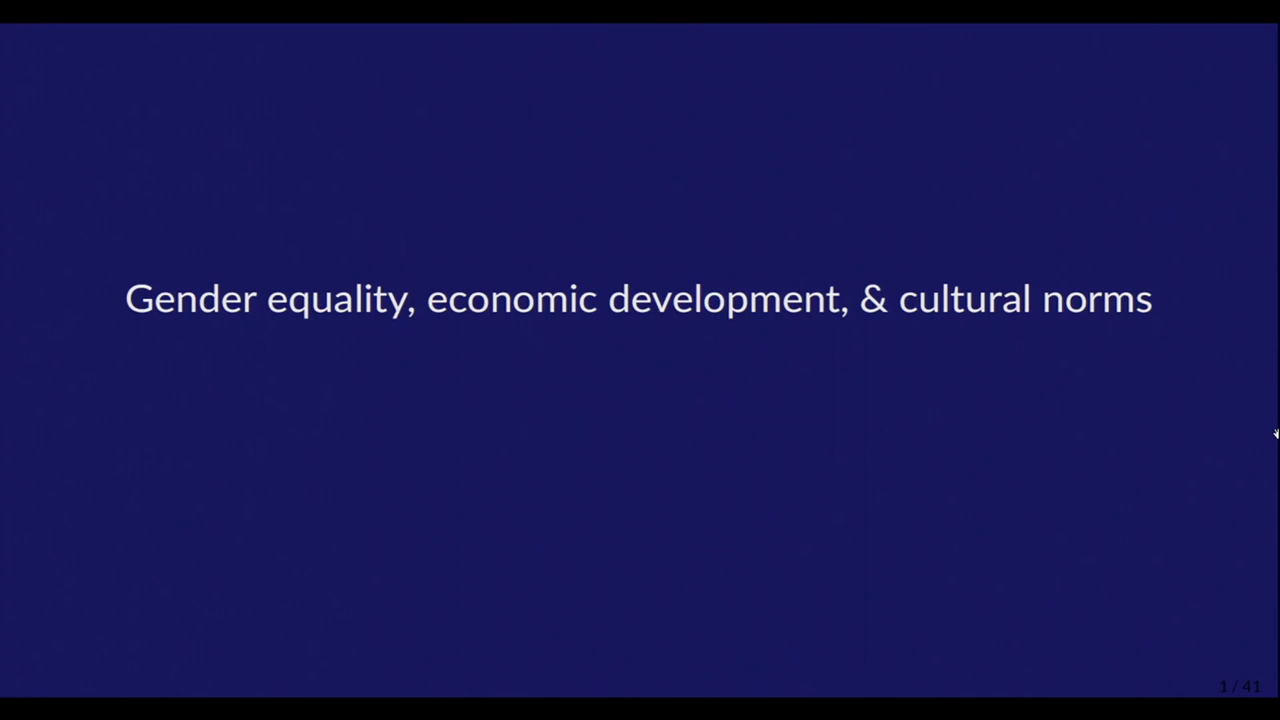 Gender equality, economic development, & cultural norms
1 / 41